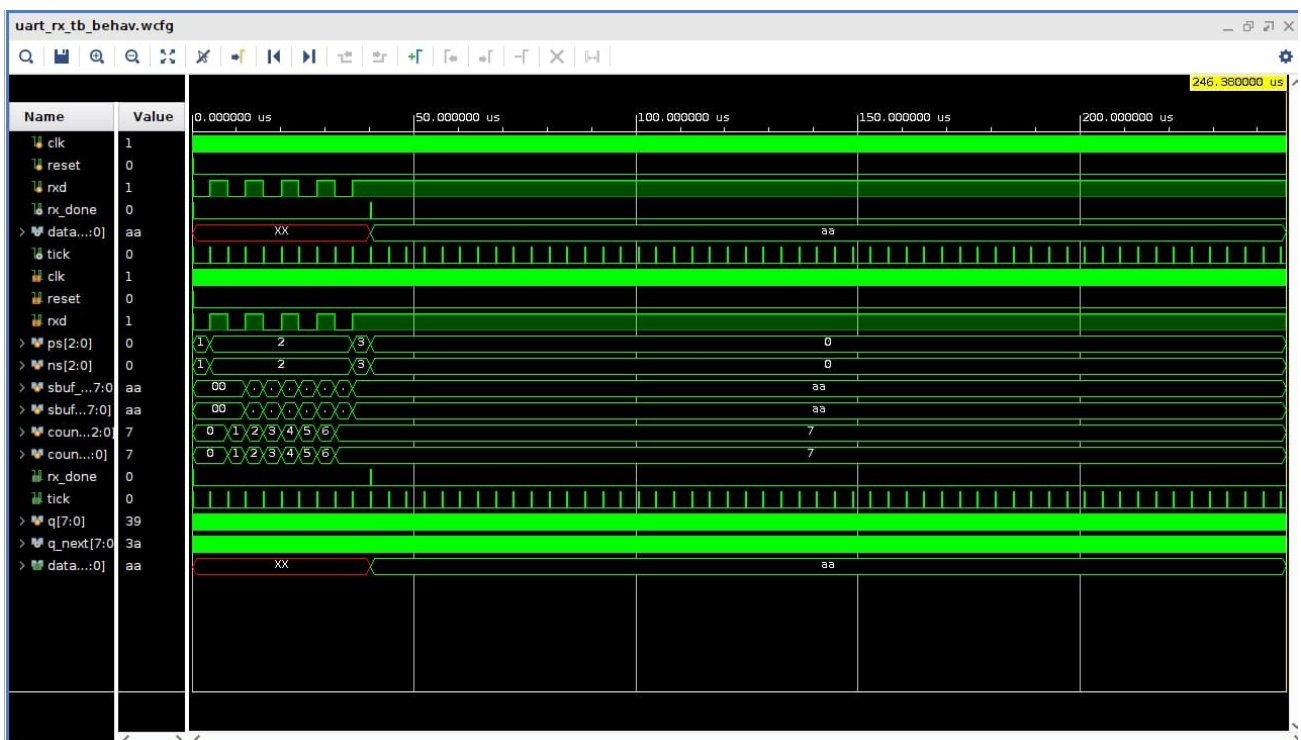 uart_rx_tb_behav.wcfg
246.380000 us
Name Value 0.000000 us 50.000000 us 100.000000 us 150.000000 us 200.000000 us
clk 1
reset 0
rxd 1
rx_done 0
data...:0] aa XX aa
tick 0
clk 1
reset 0
rxd 1
ps[2:0] 0 1 2 3 0
ns[2:0] 0 1 2 3 0
sbuf_...7:0 aa 00 . . . . . . aa
sbuf...7:0] aa 00 . . . . . . aa
coun...2:0] 7 0 1 2 3 4 5 6 7
coun...:0] 7 0 1 2 3 4 5 6 7
rx_done 0
tick 0
q[7:0] 39
q_next[7:0 3a
data...:0] aa XX aa